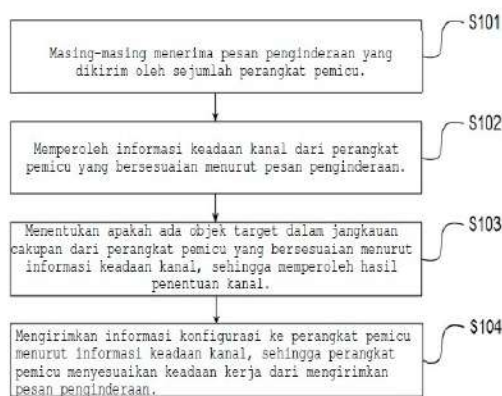 S101
Masing-masing menerima pesan penginderaan yang
dikirim oleh sejumlah perangkat pemicu.
S102
Memperoleh informasi keadaan kanal dari perangkat
pemicu yang bersesuaian menurut pesan penginderaan.
S103
Menentukan apakah ada objek target dalam jangkauan
cakupan dari perangkat pemicu yang bersesuaian menurut
informasi keadaan kanal, sehingga memperoleh hasil
penentuan kanal.
S104
Mengirimkan informasi konfigurasi ke perangkat pemicu
menurut informasi keadaan kanal, sehingga perangkat
pemicu menyesuaikan keadaan kerja dari mengirimkan
pesan penginderaan.